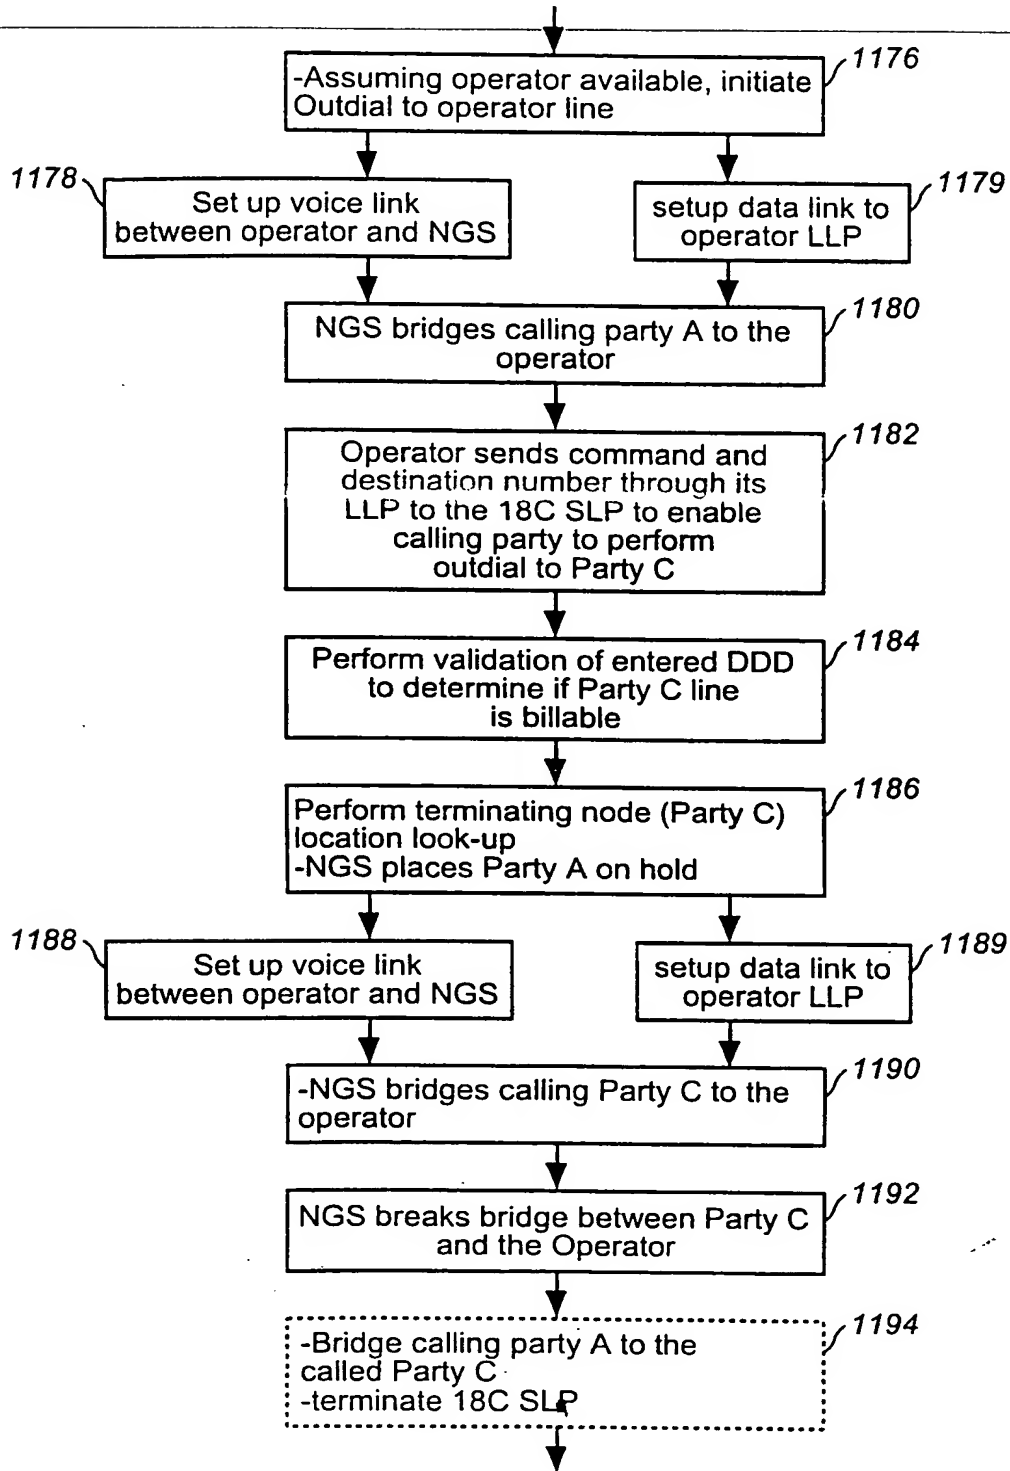 1176
-Assuming operator available, initiate
Outdial to operator line
1178
Set up voice link
between operator and NGS
1179
setup data link to
operator LLP
1180
NGS bridges calling party A to the
operator
1182
Operator sends command and
destination number through its
LLP to the 18C SLP to enable
calling party to perform
outdial to Party C
1184
Perform validation of entered DDD
to determine if Party C line
is billable
1186
Perform terminating node (Party C)
location look-up
-NGS places Party A on hold
1188
Set up voice link
between operator and NGS
1189
setup data link to
operator LLP
1190
-NGS bridges calling Party C to the
operator
1192
NGS breaks bridge between Party C
and the Operator
1194
-Bridge calling party A to the
called Party C
-terminate 18C SLP